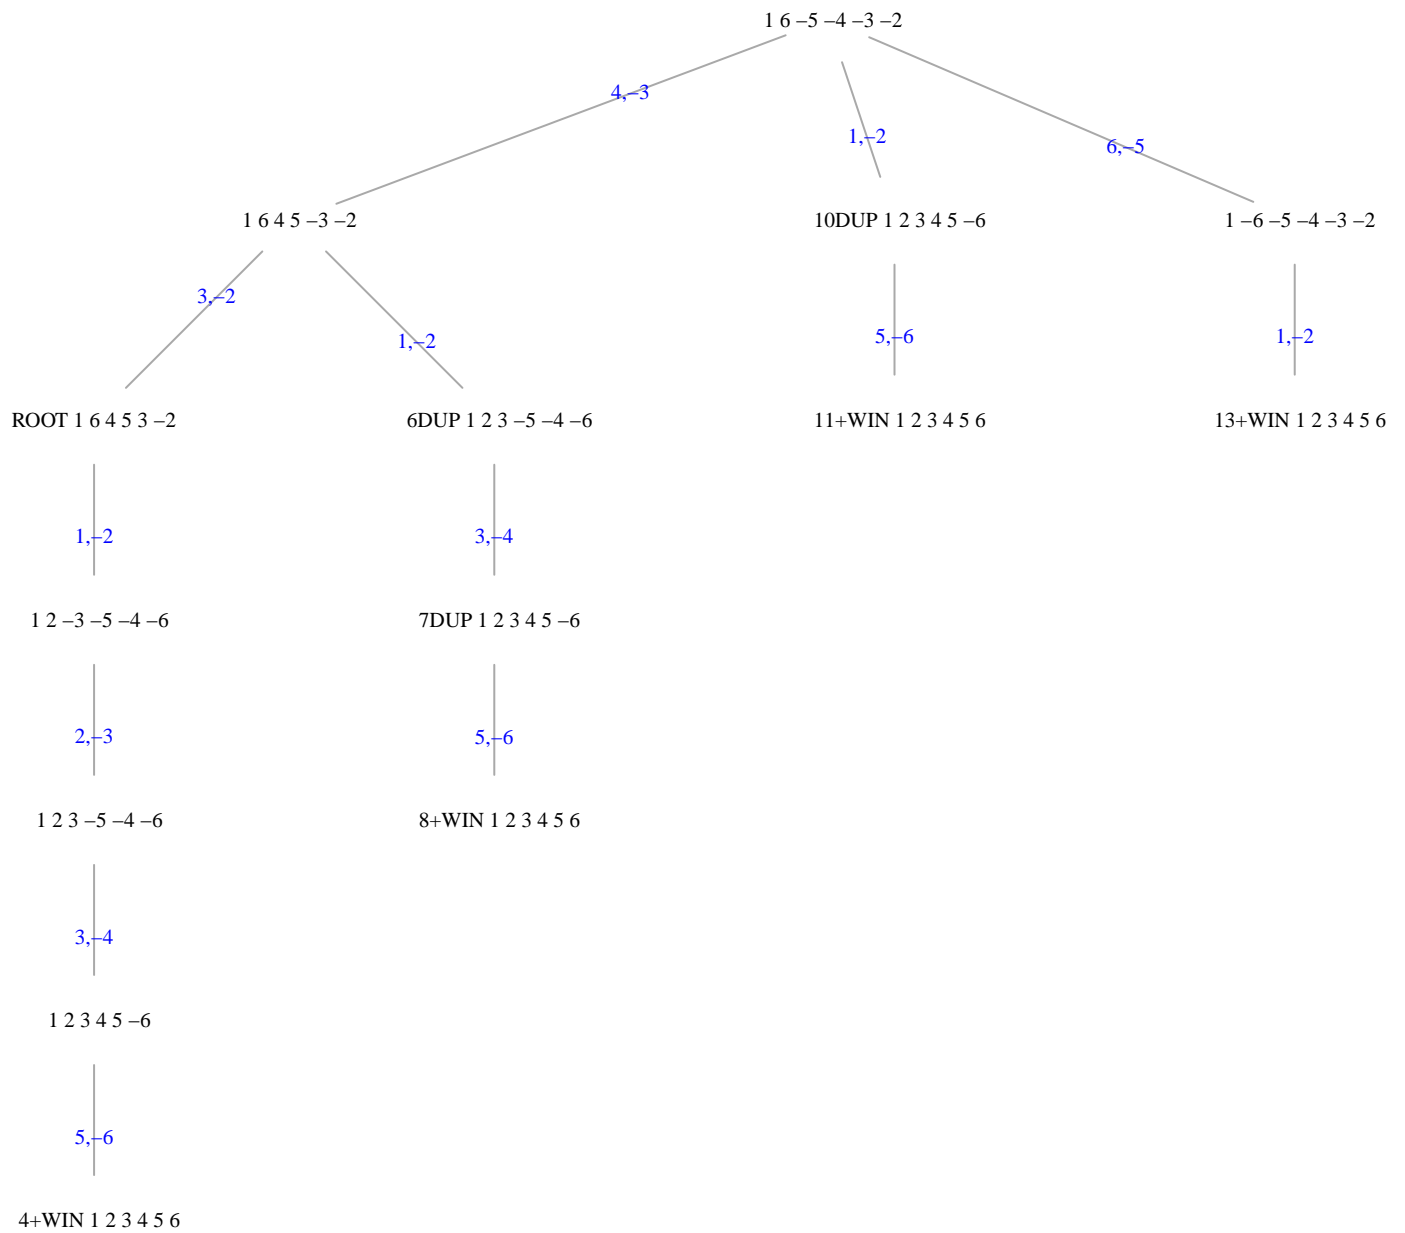 1 6 –5 –4 –3 –2
4,–3
1,–2
6,–5
1 6 4 5 –3 –2
10DUP 1 2 3 4 5 –6
1 –6 –5 –4 –3 –2
3,–2
1,–2
5,–6
1,–2
ROOT 1 6 4 5 3 –2
6DUP 1 2 3 –5 –4 –6
11+WIN 1 2 3 4 5 6
13+WIN 1 2 3 4 5 6
1,–2
3,–4
1 2 –3 –5 –4 –6
7DUP 1 2 3 4 5 –6
2,–3
5,–6
1 2 3 –5 –4 –6
8+WIN 1 2 3 4 5 6
3,–4
1 2 3 4 5 –6
5,–6
4+WIN 1 2 3 4 5 6